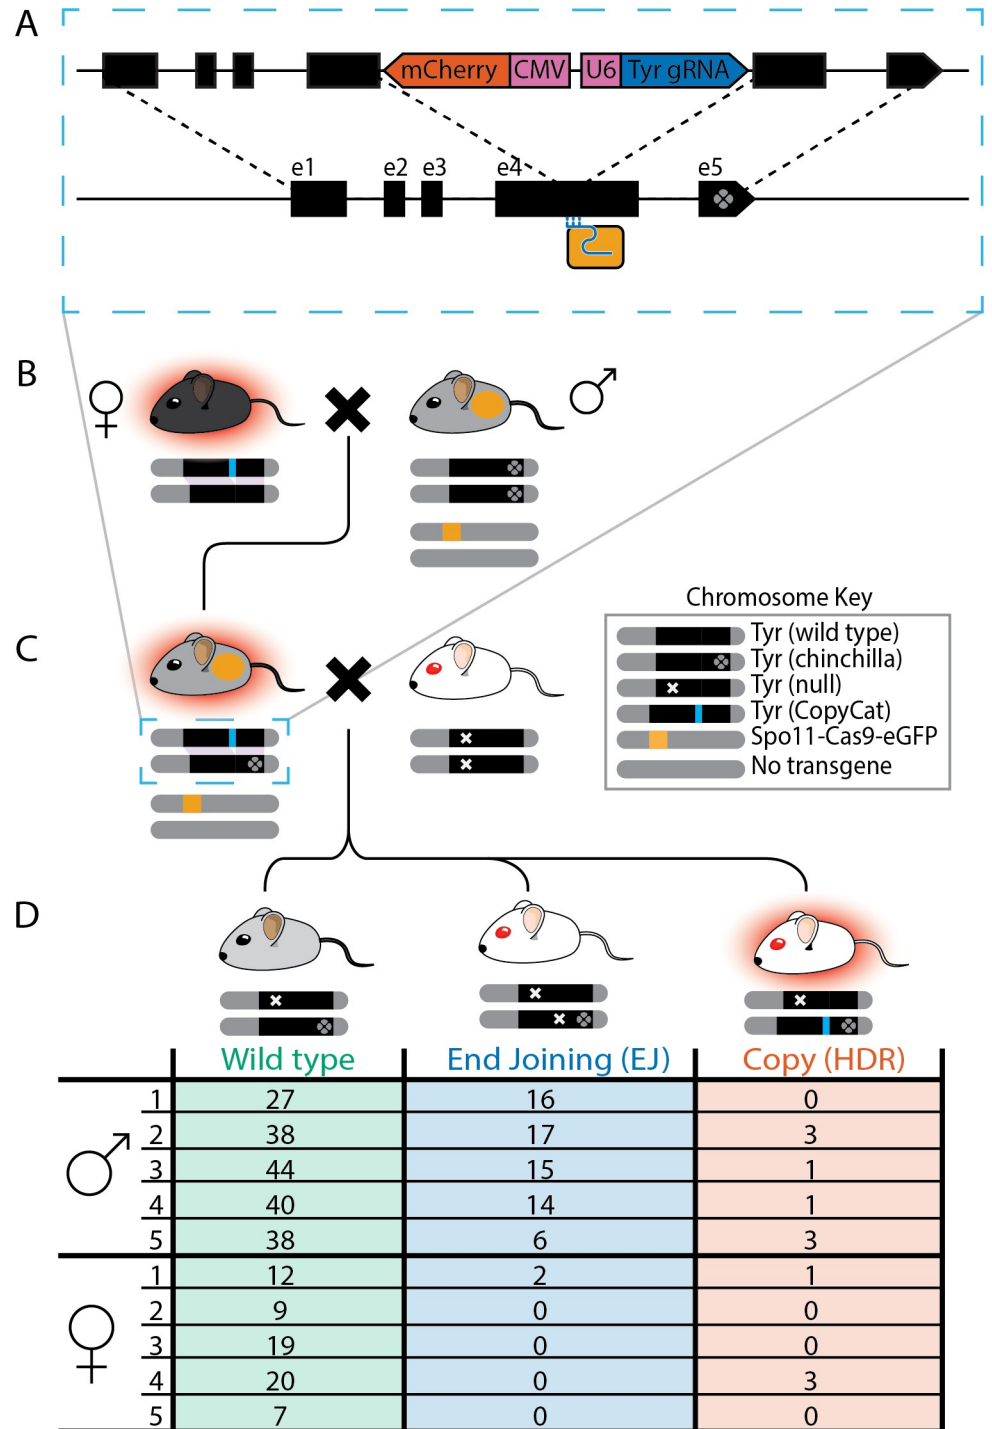 A
mCherry CMV U6 Tyr gRNA
e1 e2 e3 e4 e5
B
Chromosome Key
Tyr (wild type)
Tyr (chinchilla)
Tyr (null)
Tyr (CopyCat)
Spo11-Cas9-eGFP
No transgene
C
D
Wild type End Joining (EJ) Copy (HDR)
1 27 16 0
2 38 17 3
3 44 15 1
4 40 14 1
5 38 6 3
1 12 2 1
2 9 0 0
3 19 0 0
4 20 0 3
5 7 0 0